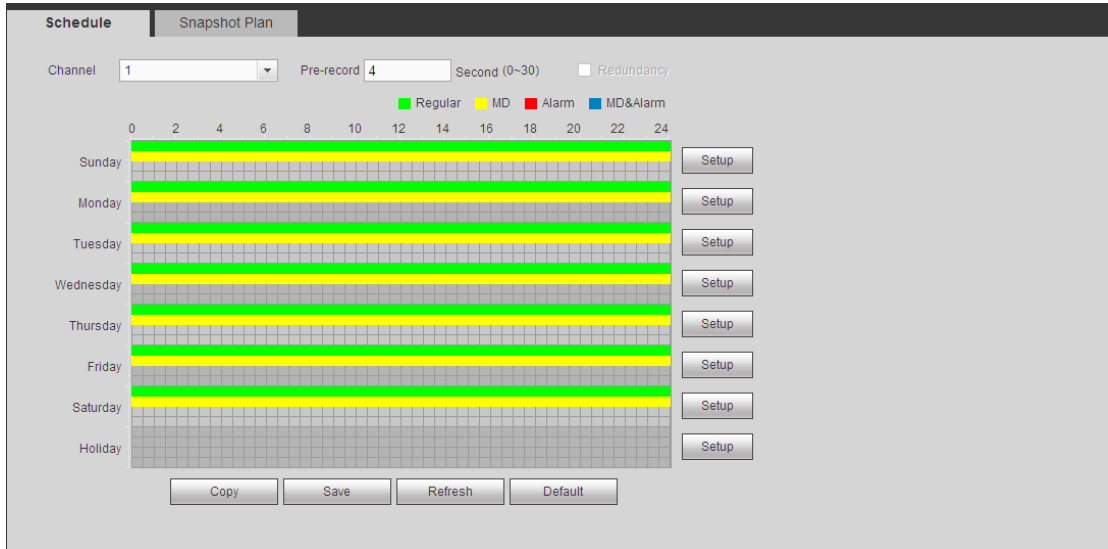 Schedule Snapshot Plan
Channel 1 Pre-record 4 Second (0~30) Redundancy
Regular MD Alarm MD&Alarm
0 2 4 6 8 10 12 14 16 18 20 22 24
Sunday Setup
Monday Setup
Tuesday Setup
Wednesday Setup
Thursday Setup
Friday Setup
Saturday Setup
Holiday Setup
Copy Save Refresh Default